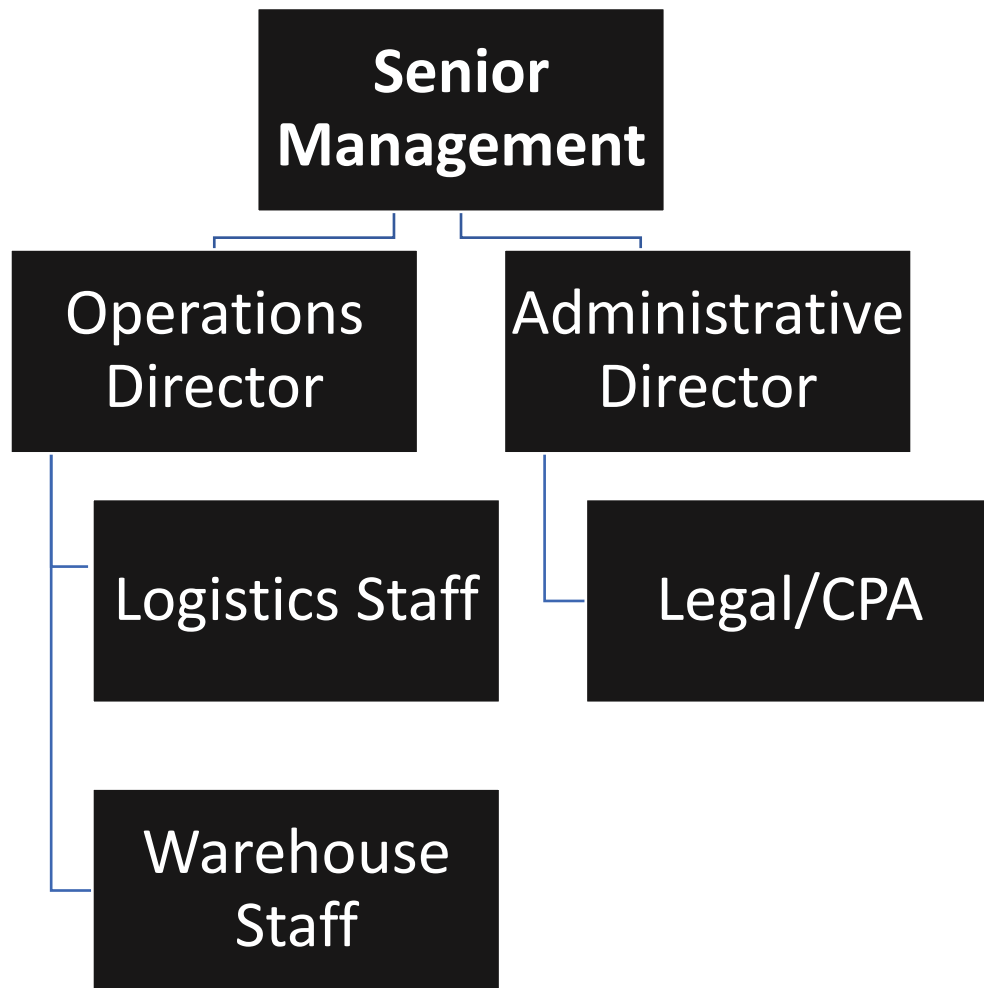 Senior
Management
Operations
Director
Administrative
Director
Logistics Staff
Legal/CPA
Warehouse
Staff